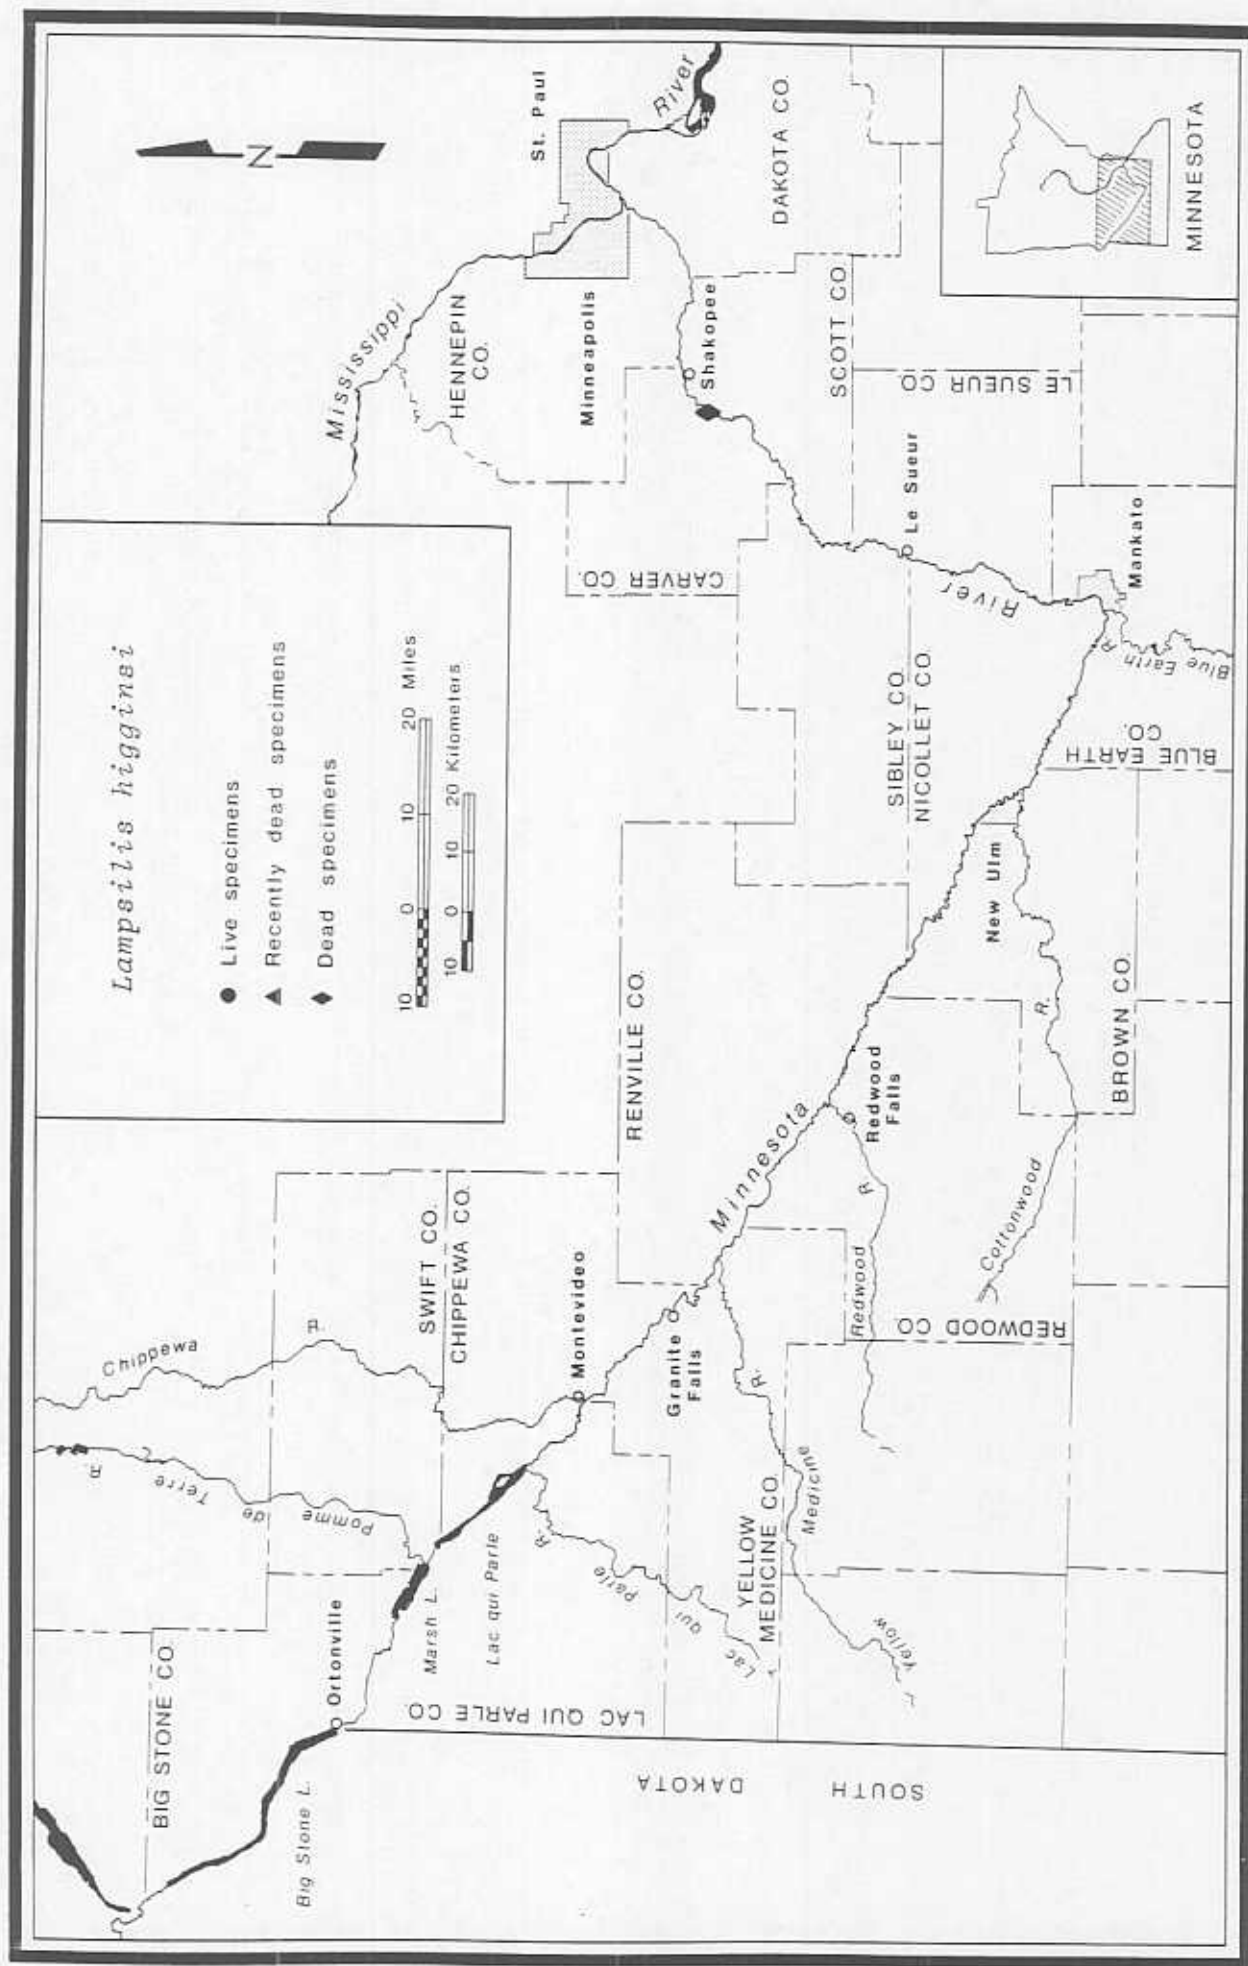 Lampsilis higginsi
● Live specimens
▲ Recently dead specimens
◆ Dead specimens
10 0 10 20 Miles
10 0 10 20 Kilometers
N
Chippewa
R.
Pomme
de
Terre
R.
BIG STONE CO.
Big Stone L.
Ortonville
Marsh L.
Lac qui Parle
SWIFT CO.
CHIPPEWA CO.
Montevideo
LAC QUI PARLE CO.
Lac
qui
Parle
R.
Granite
Falls
YELLOW
MEDICINE CO.
Yellow
Medicine
R.
SOUTH
DAKOTA
RENVILLE CO.
Minnesota
Redwood
Falls
Redwood
R.
REDWOOD CO.
Cottonwood
R.
BROWN CO.
New Ulm
SIBLEY CO.
NICOLLET CO.
BLUE EARTH
CO.
Blue Earth
R.
Mankato
River
Le Sueur
LE SUEUR CO.
CARVER CO.
SCOTT CO.
Shakopee
Mississippi
HENNEPIN
CO.
Minneapolis
St. Paul
River
DAKOTA CO.
MINNESOTA